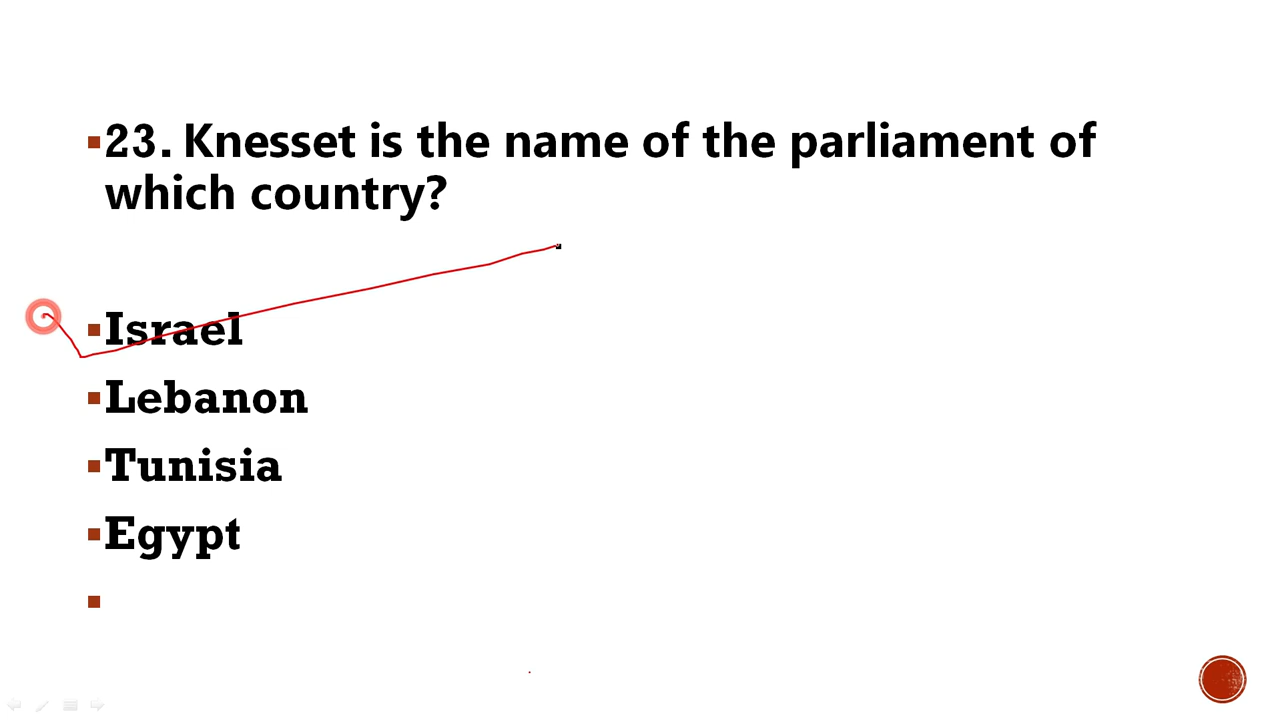 23. Knesset is the name of the parliament of
which country?
Israel
Lebanon
Tunisia
Egypt